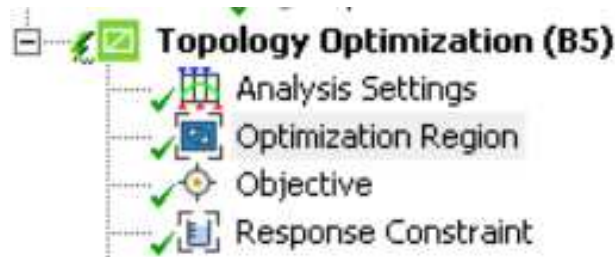 Topology Optimization (B5)
Analysis Settings
Optimization Region
Objective
Response Constraint